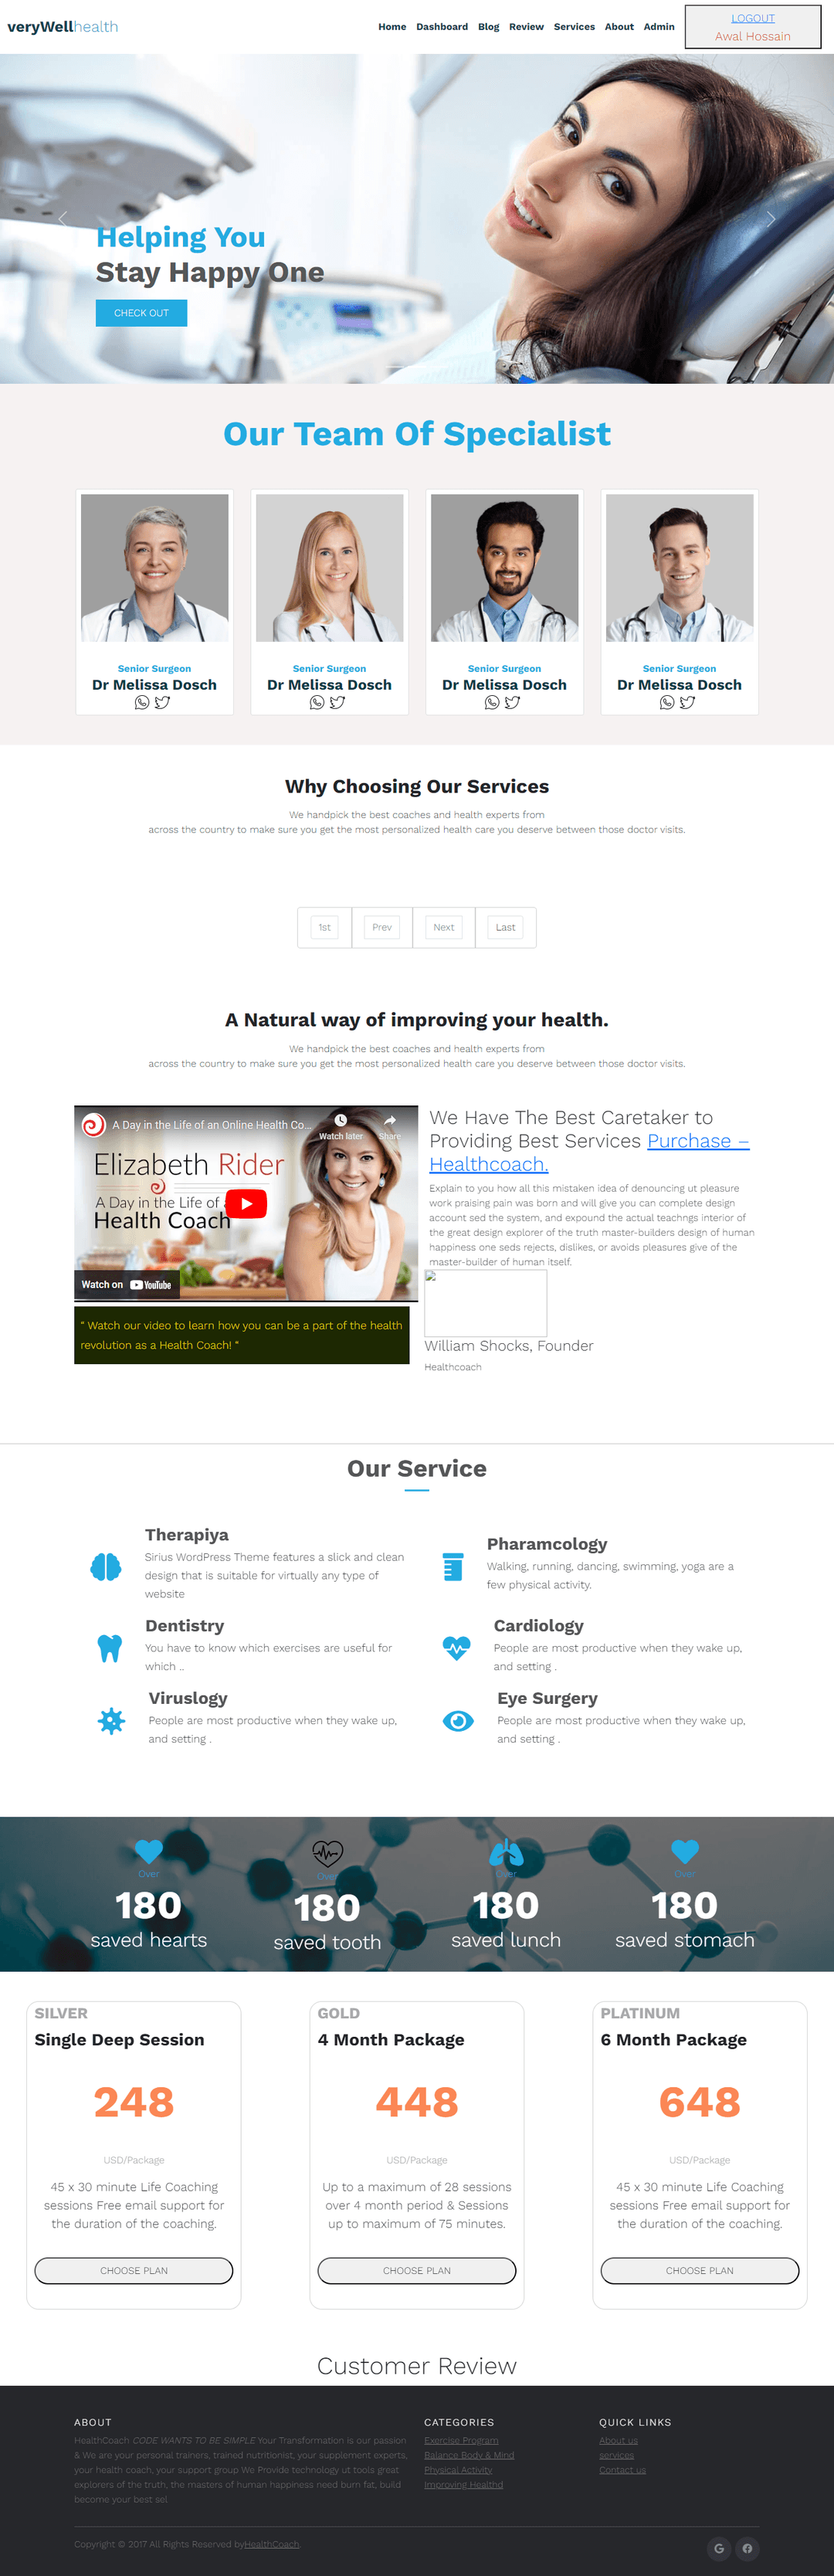 veryWellhealth
Home Dashboard Blog Review Services About Admin
LOGOUT
Awal Hossain
Helping You
Stay Happy One
CHECK OUT
Our Team Of Specialist
Senior Surgeon
Dr Melissa Dosch
Senior Surgeon
Dr Melissa Dosch
Senior Surgeon
Dr Melissa Dosch
Senior Surgeon
Dr Melissa Dosch
Why Choosing Our Services
We handpick the best coaches and health experts from
across the country to make sure you get the most personalized health care you deserve between those doctor visits.
1st Prev Next Last
A Natural way of improving your health.
We handpick the best coaches and health experts from
across the country to make sure you get the most personalized health care you deserve between those doctor visits.
A Day in the Life of an Online Health Co...
Watch later Share
Elizabeth Rider
A Day in the Life of
Health Coach
Watch on YouTube
" Watch our video to learn how you can be a part of the health
revolution as a Health Coach! "
We Have The Best Caretaker to
Providing Best Services Purchase –
Healthcoach.
Explain to you how all this mistaken idea of denouncing ut pleasure
work praising pain was born and will give you can complete design
account sed the system, and expound the actual teachngs interior of
the great design explorer of the truth master-builders design of human
happiness one seds rejects, dislikes, or avoids pleasures give of the
master-builder of human itself.
William Shocks, Founder
Healthcoach
Our Service
Therapiya
Sirius WordPress Theme features a slick and clean
design that is suitable for virtually any type of
website
Pharamcology
Walking, running, dancing, swimming, yoga are a
few physical activity.
Dentistry
You have to know which exercises are useful for
which ..
Cardiology
People are most productive when they wake up,
and setting .
Viruslogy
People are most productive when they wake up,
and setting .
Eye Surgery
People are most productive when they wake up,
and setting .
Over
180
saved hearts
Over
180
saved tooth
Over
180
saved lunch
Over
180
saved stomach
SILVER
Single Deep Session
248
USD/Package
45 x 30 minute Life Coaching
sessions Free email support for
the duration of the coaching.
CHOOSE PLAN
GOLD
4 Month Package
448
USD/Package
Up to a maximum of 28 sessions
over 4 month period & Sessions
up to maximum of 75 minutes.
CHOOSE PLAN
PLATINUM
6 Month Package
648
USD/Package
45 x 30 minute Life Coaching
sessions Free email support for
the duration of the coaching.
CHOOSE PLAN
Customer Review
ABOUT
HealthCoach CODE WANTS TO BE SIMPLE Your Transformation is our passion
& We are your personal trainers, trained nutritionist, your supplement experts,
your health coach, your support group We Provide technology ut tools great
explorers of the truth, the masters of human happiness need burn fat, build
become your best sel
CATEGORIES
Exercise Program
Balance Body & Mind
Physical Activity
Improving Healthd
QUICK LINKS
About us
services
Contact us
Copyright © 2017 All Rights Reserved byHealthCoach.